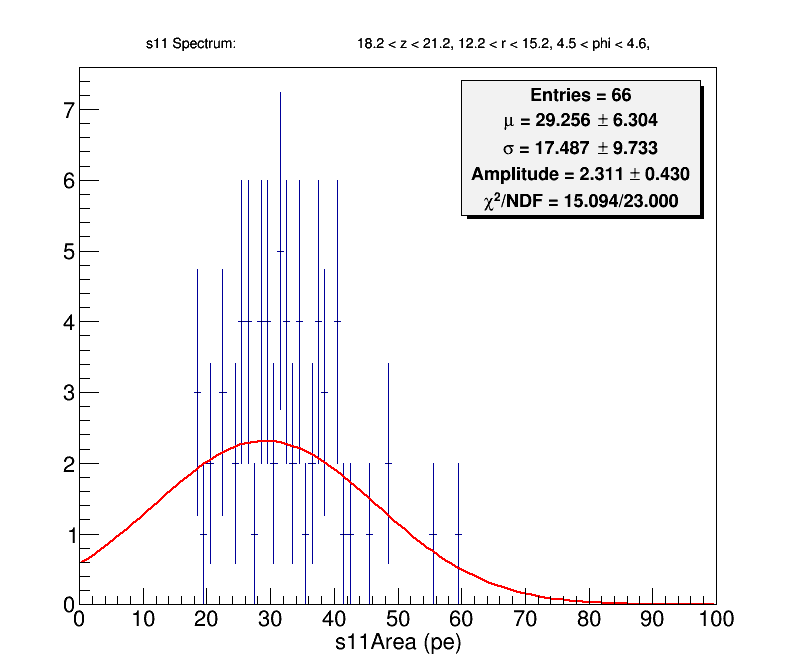 s11 Spectrum: 18.2 < z < 21.2, 12.2 < r < 15.2, 4.5 < phi < 4.6,
Entries = 66
μ = 29.256 ± 6.304
σ = 17.487 ± 9.733
Amplitude = 2.311 ± 0.430
χ²/NDF = 15.094/23.000
7
6
5
4
3
2
1
0
0 10 20 30 40 50 60 70 80 90 100
s11Area (pe)